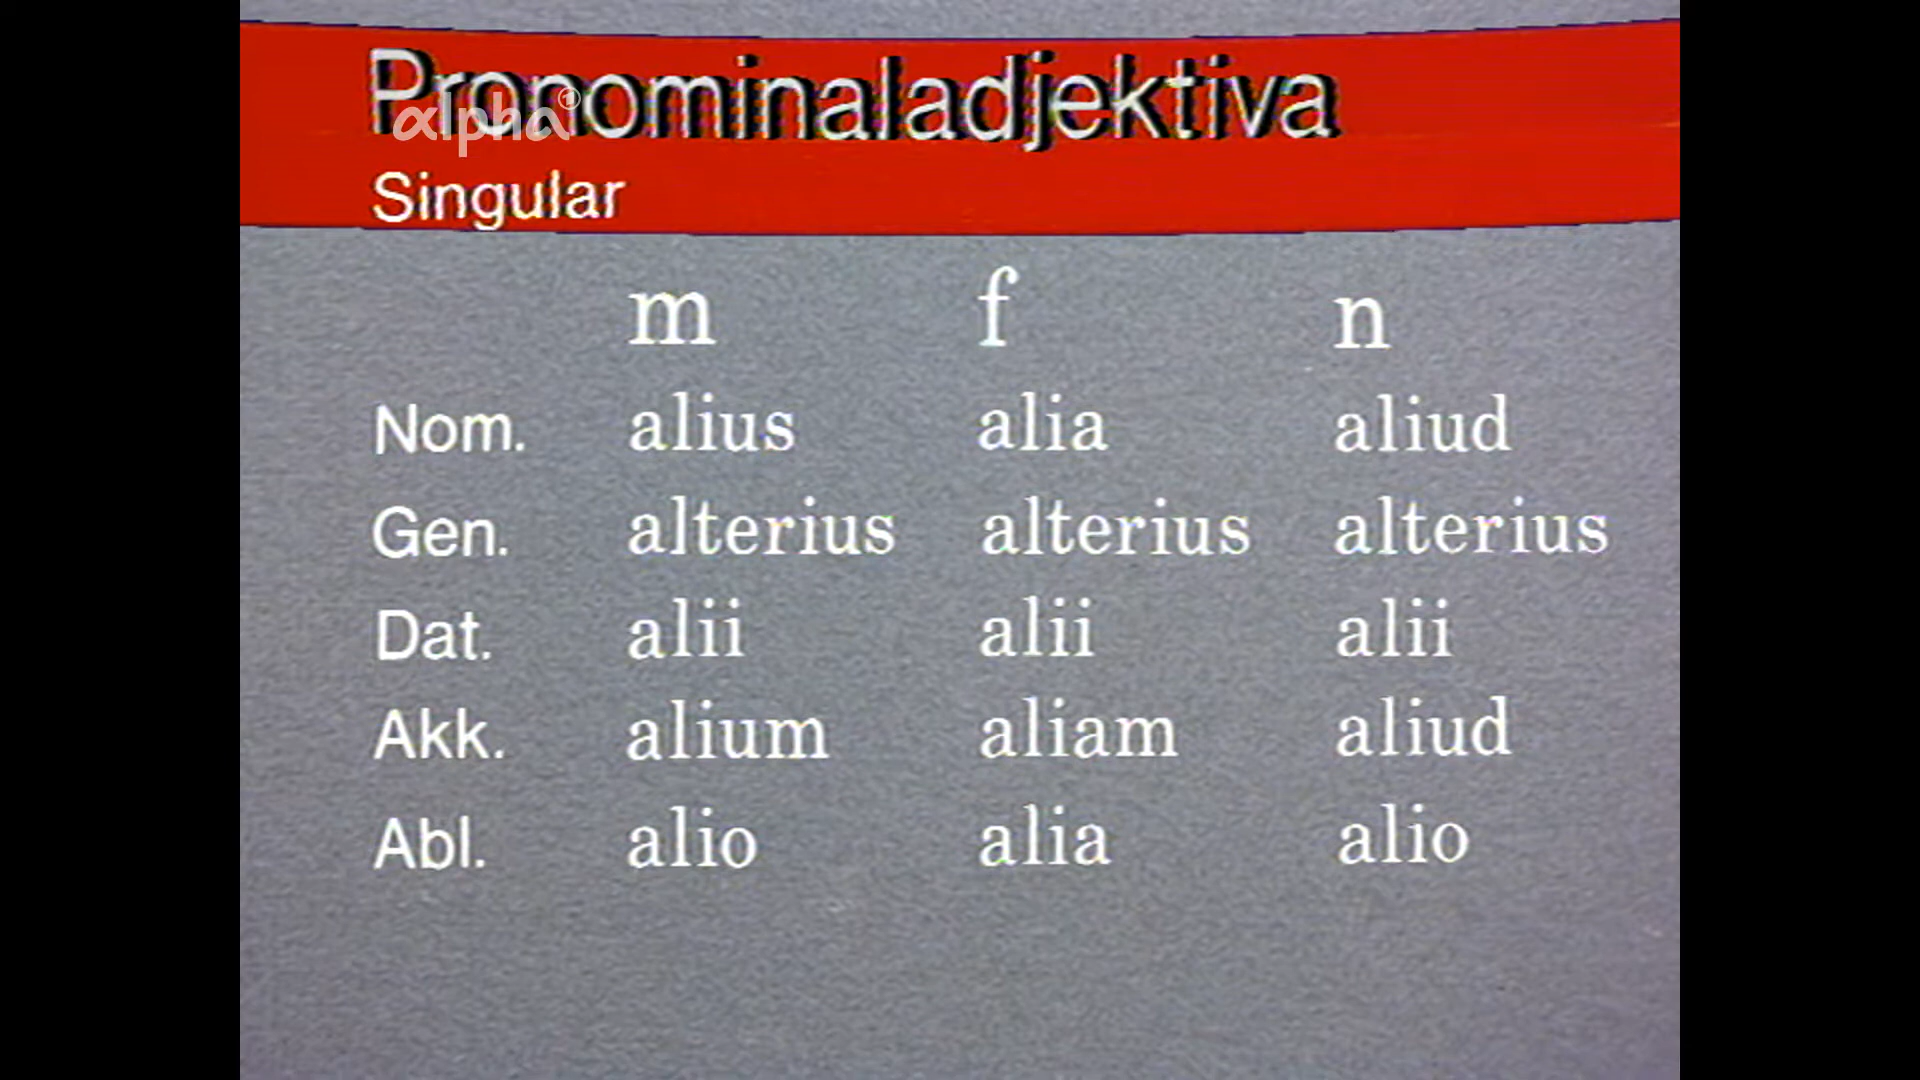 Pronominaladjektiva
alpha
Singular
m f n
Nom. alius alia aliud
Gen. alterius alterius alterius
Dat. alii alii alii
Akk. alium aliam aliud
Abl. alio alia alio